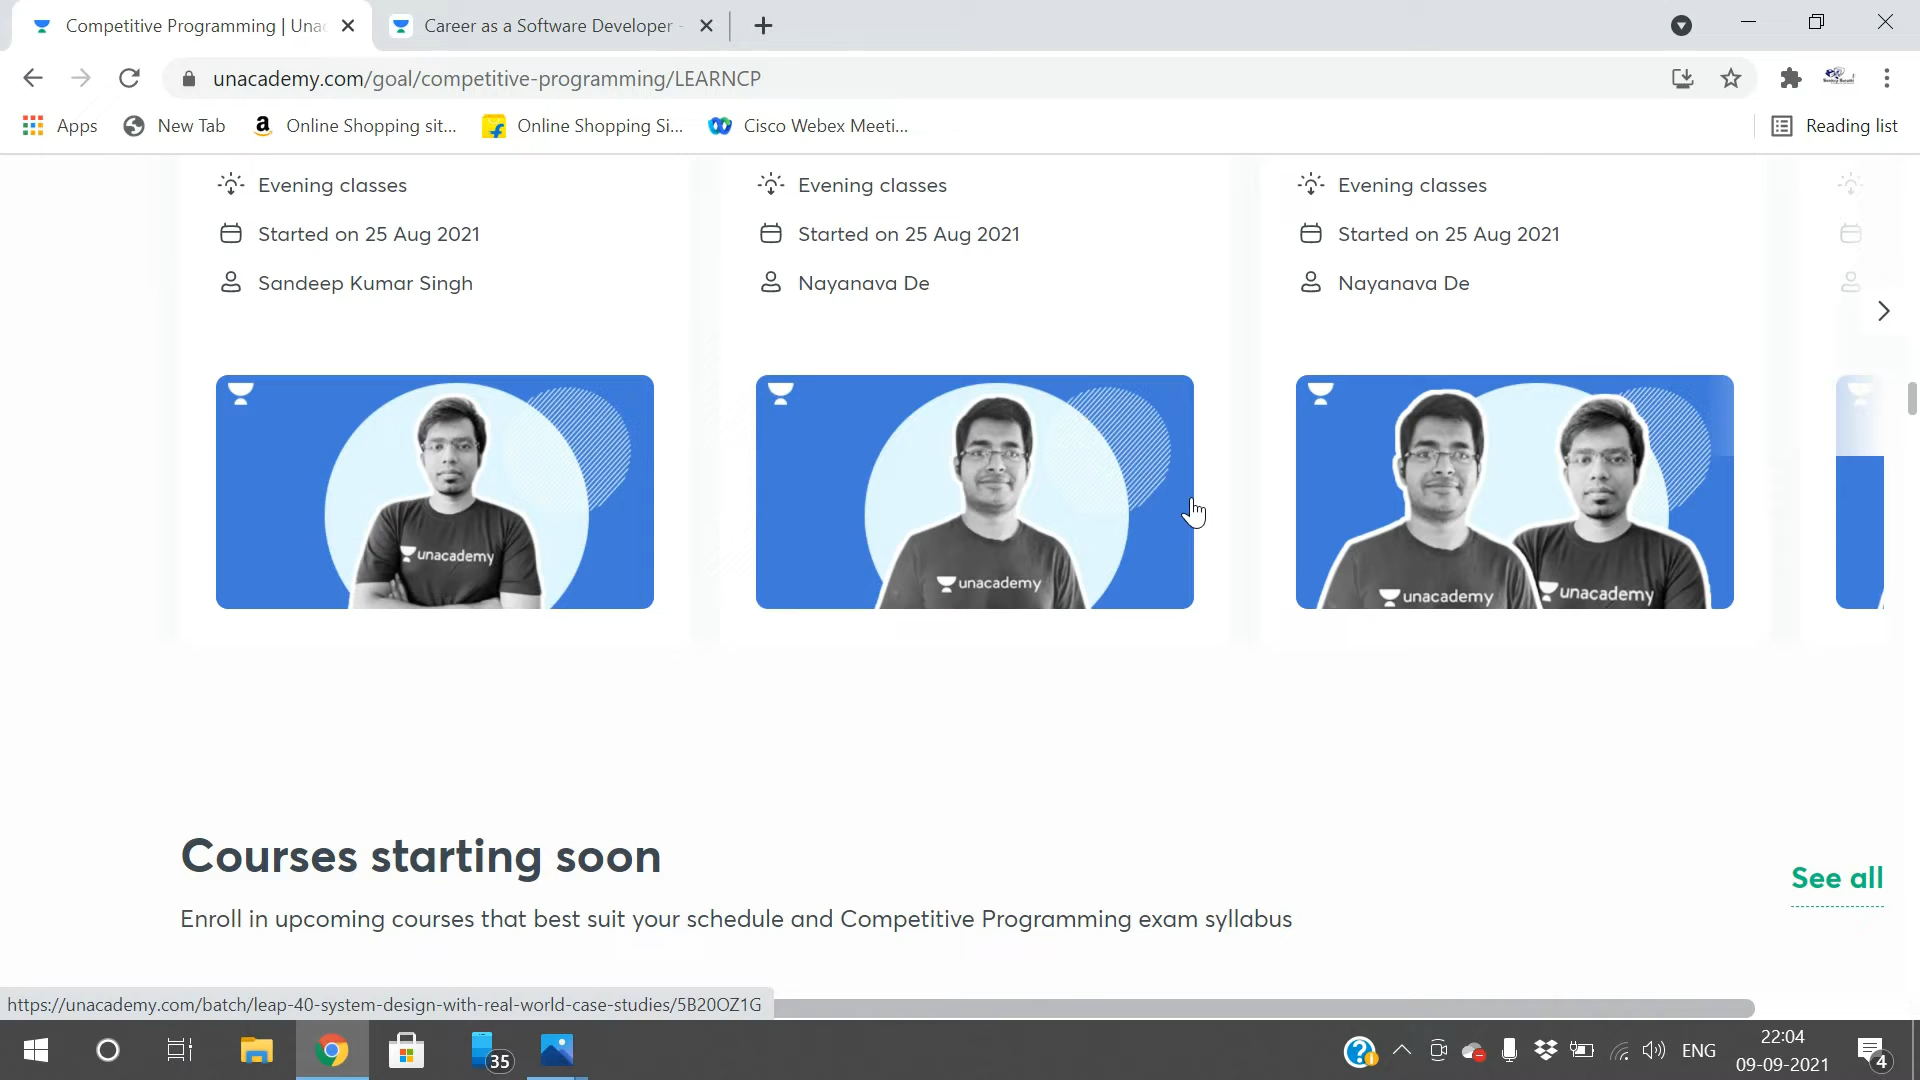 Competitive Programming | Una
Career as a Software Developer -
unacademy.com/goal/competitive-programming/LEARNCP
Apps
New Tab
Online Shopping sit...
Online Shopping Si...
Cisco Webex Meeti...
Reading list
Evening classes
Started on 25 Aug 2021
Sandeep Kumar Singh
unacademy
Evening classes
Started on 25 Aug 2021
Nayanava De
unacademy
Evening classes
Started on 25 Aug 2021
Nayanava De
unacademy
unacademy
Courses starting soon
See all
Enroll in upcoming courses that best suit your schedule and Competitive Programming exam syllabus
https://unacademy.com/batch/leap-40-system-design-with-real-world-case-studies/5B20OZ1G
35
ENG
22:04
09-09-2021
4